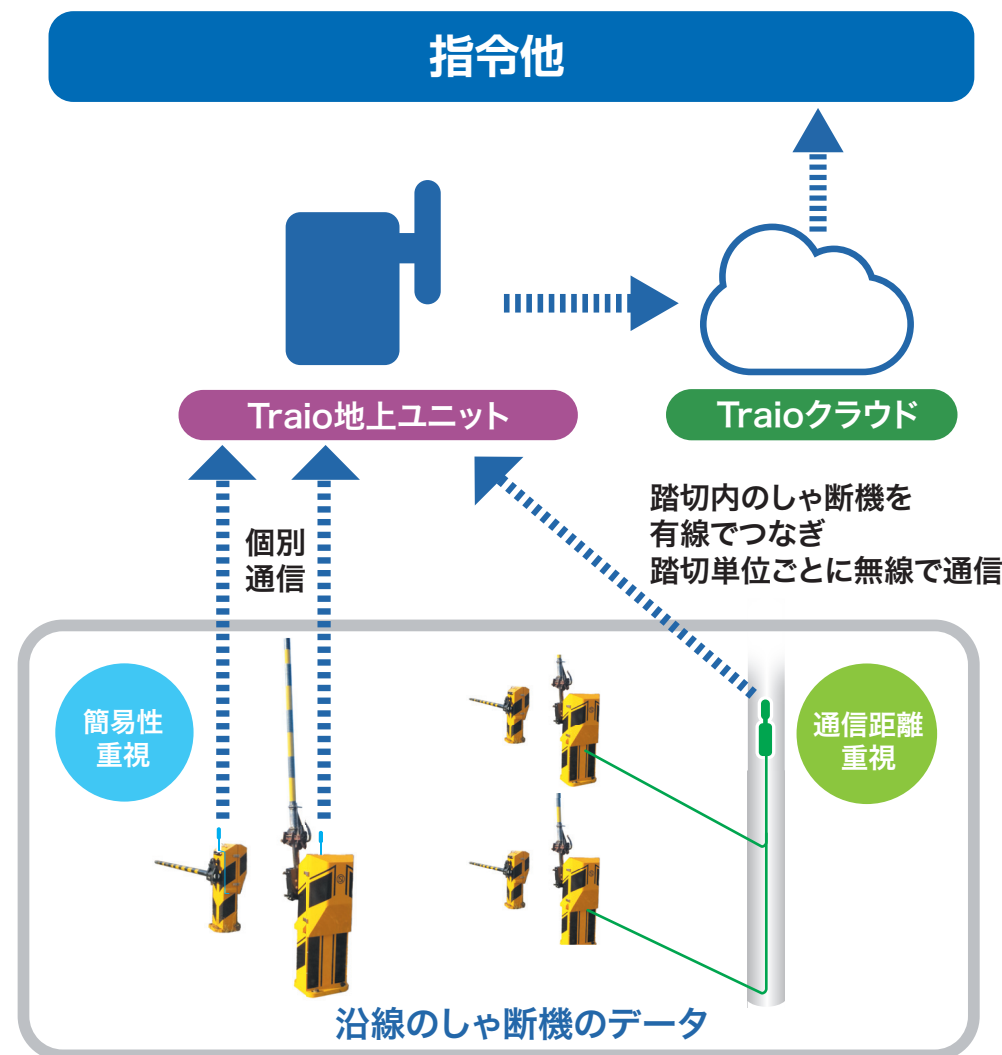 指令他
Traio地上ユニット
Traioクラウド
個別
通信
踏切内のしゃ断機を
有線でつなぎ
踏切単位ごとに無線で通信
簡易性
重視
通信距離
重視
沿線のしゃ断機のデータ